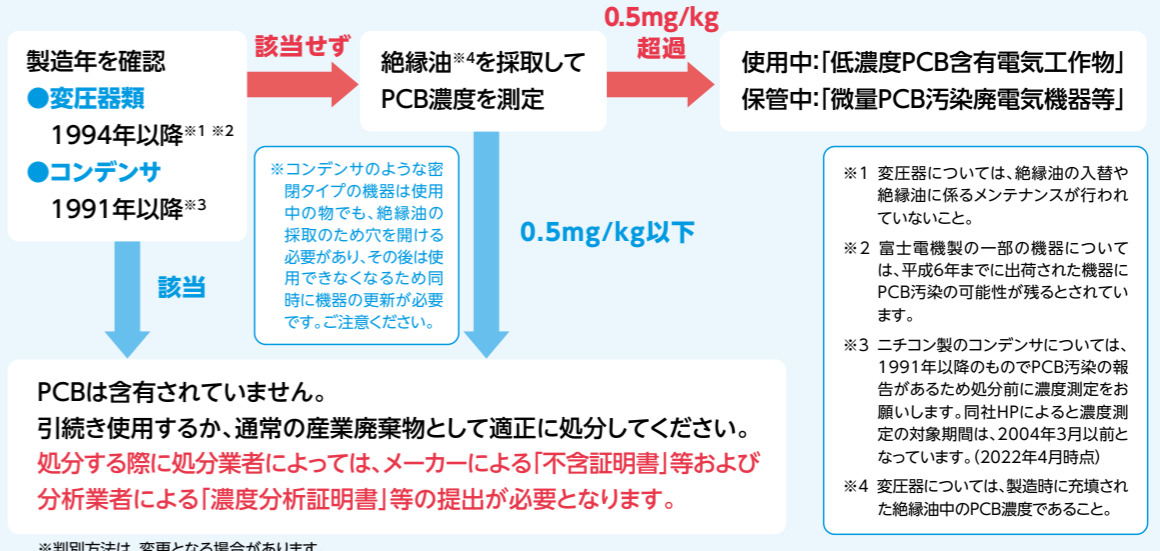 製造年を確認
●変圧器類
1994年以降※1 ※2
●コンデンサ
1991年以降※3
該当せず
絶縁油※4を採取して
PCB濃度を測定
0.5mg/kg
超過
使用中:「低濃度PCB含有電気工作物」
保管中:「微量PCB汚染廃電気機器等」
該当
※コンデンサのような密
閉タイプの機器は使用
中の物でも、絶縁油の
採取のため穴を開ける
必要があり、その後は使
用できなくなるため同
時に機器の更新が必要
です。ご注意ください。
0.5mg/kg以下
PCBは含有されていません。
引続き使用するか、通常の産業廃棄物として適正に処分してください。
処分する際に処分業者によっては、メーカーによる「不含証明書」等および
分析業者による「濃度分析証明書」等の提出が必要となります。
※1 変圧器については、絶縁油の入替や
絶縁油に係るメンテナンスが行われ
ていないこと。
※2 富士電機製の一部の機器について
は、平成6年までに出荷された機器に
PCB汚染の可能性が残るとされてい
ます。
※3 ニチコン製のコンデンサについては、
1991年以降のものでPCB汚染の報
告があるため処分前に濃度測定をお
願いします。同社HPによると濃度測
定の対象期間は、2004年3月以前と
なっています。(2022年4月時点)
※4 変圧器については、製造時に充填され
た絶縁油中のPCB濃度であること。
※判別方法は、変更となる場合があります